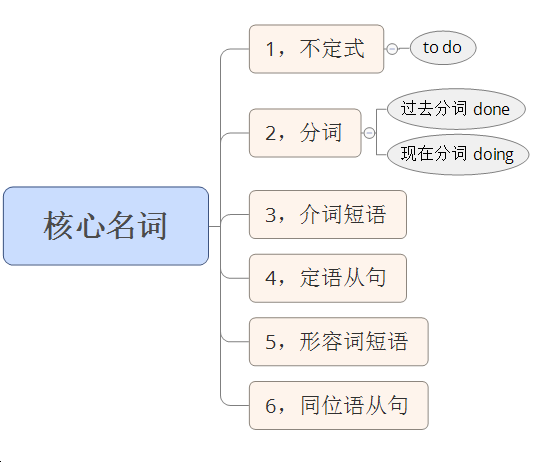 核心名词
1，不定式
to do
2，分词
过去分词 done
现在分词 doing
3，介词短语
4，定语从句
5，形容词短语
6，同位语从句